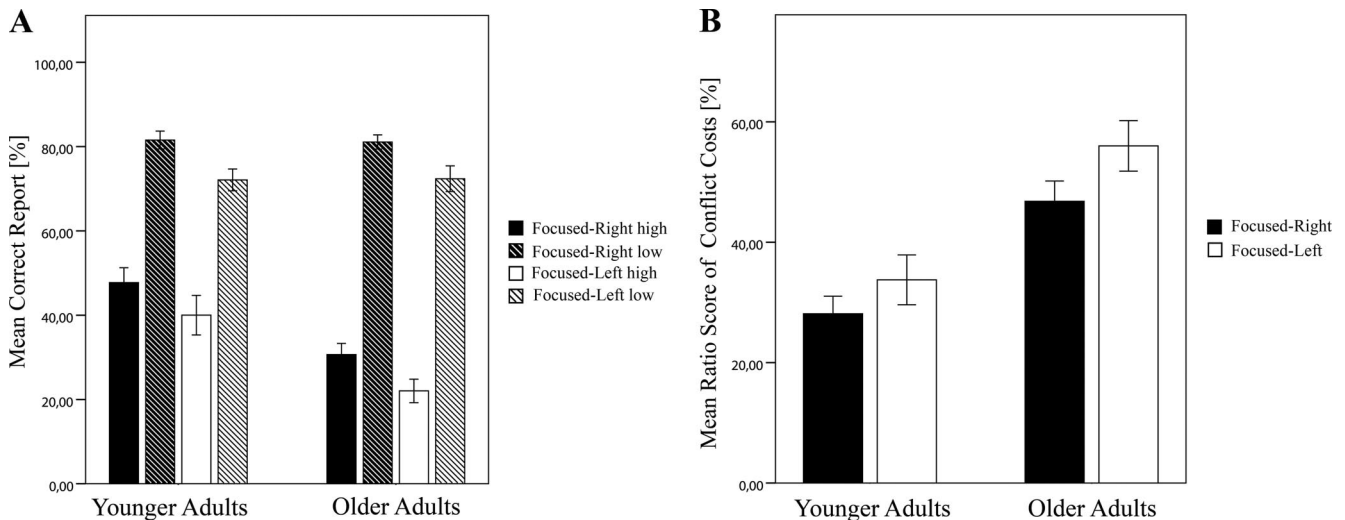 A
Mean Correct Report [%]
100,00
80,00
60,00
40,00
20,00
0,00
Younger Adults
Older Adults
Focused-Right high
Focused-Right low
Focused-Left high
Focused-Left low
B
Mean Ratio Score of Conflict Costs [%]
60,00
40,00
20,00
0,00
Younger Adults
Older Adults
Focused-Right
Focused-Left